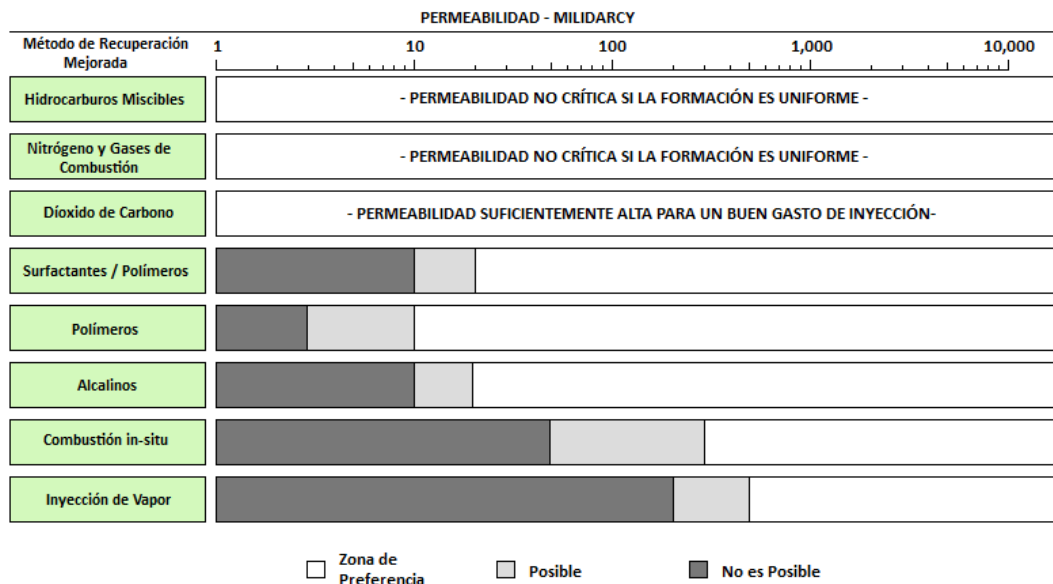 PERMEABILIDAD - MILIDARCY
Método de Recuperación
Mejorada
1 10 100 1,000 10,000
Hidrocarburos Miscibles
- PERMEABILIDAD NO CRÍTICA SI LA FORMACIÓN ES UNIFORME -
Nitrógeno y Gases de
Combustión
- PERMEABILIDAD NO CRÍTICA SI LA FORMACIÓN ES UNIFORME -
Díoxido de Carbono
- PERMEABILIDAD SUFICIENTEMENTE ALTA PARA UN BUEN GASTO DE INYECCIÓN-
Surfactantes / Polímeros
Polímeros
Alcalinos
Combustión in-situ
Inyección de Vapor
Zona de
Preferencia
Posible
No es Posible